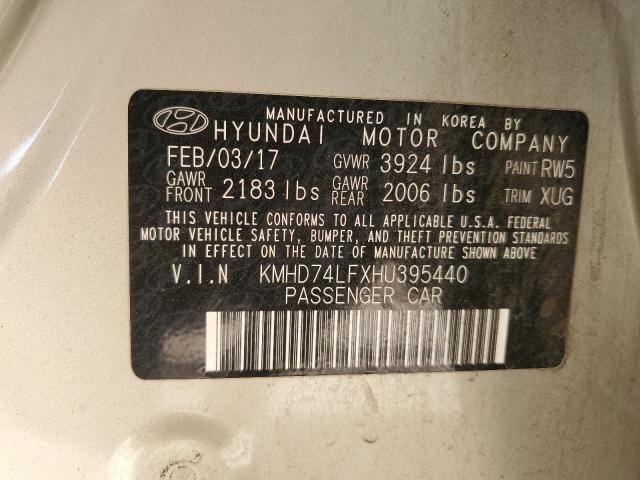 MANUFACTURED IN KOREA BY
HYUNDAI MOTOR COMPANY
FEB/03/17 GVWR 3924 lbs PAINT RW5
GAWR FRONT 2183 lbs GAWR REAR 2006 lbs TRIM XUG
THIS VEHICLE CONFORMS TO ALL APPLICABLE U.S.A. FEDERAL
MOTOR VEHICLE SAFETY, BUMPER, AND THEFT PREVENTION STANDARDS
IN EFFECT ON THE DATE OF MANUFACTURE SHOWN ABOVE
V.I.N KMHD74LFXHU395440
PASSENGER CAR